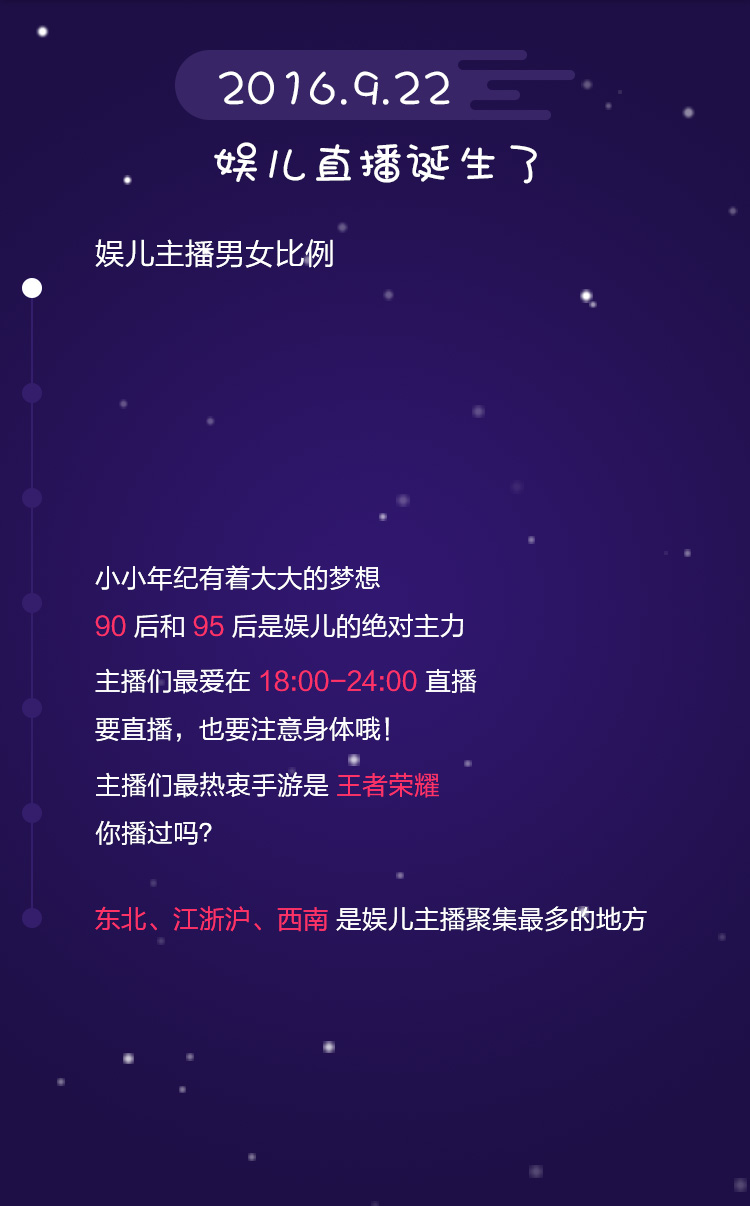 2016.9.22
娱儿直播诞生了
娱儿主播男女比例
小小年纪有着大大的梦想
90 后和 95 后是娱儿的绝对主力
主播们最爱在 18:00-24:00 直播
要直播，也要注意身体哦！
主播们最热衷手游是 王者荣耀
你播过吗？
东北、江浙沪、西南 是娱儿主播聚集最多的地方